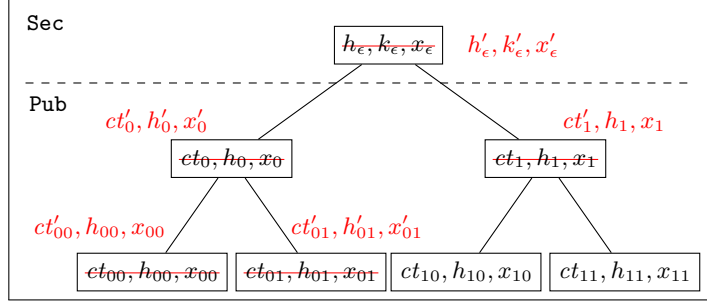 Sec
h_ϵ, k_ϵ, x_ϵ h'_ϵ, k'_ϵ, x'_ϵ
Pub
ct'_0, h'_0, x'_0 ct'_1, h_1, x_1
ct_0, h_0, x_0 ct_1, h_1, x_1
ct'_00, h_00, x_00 ct'_01, h'_01, x'_01
ct_00, h_00, x_00 ct_01, h_01, x_01 ct_10, h_10, x_10 ct_11, h_11, x_11